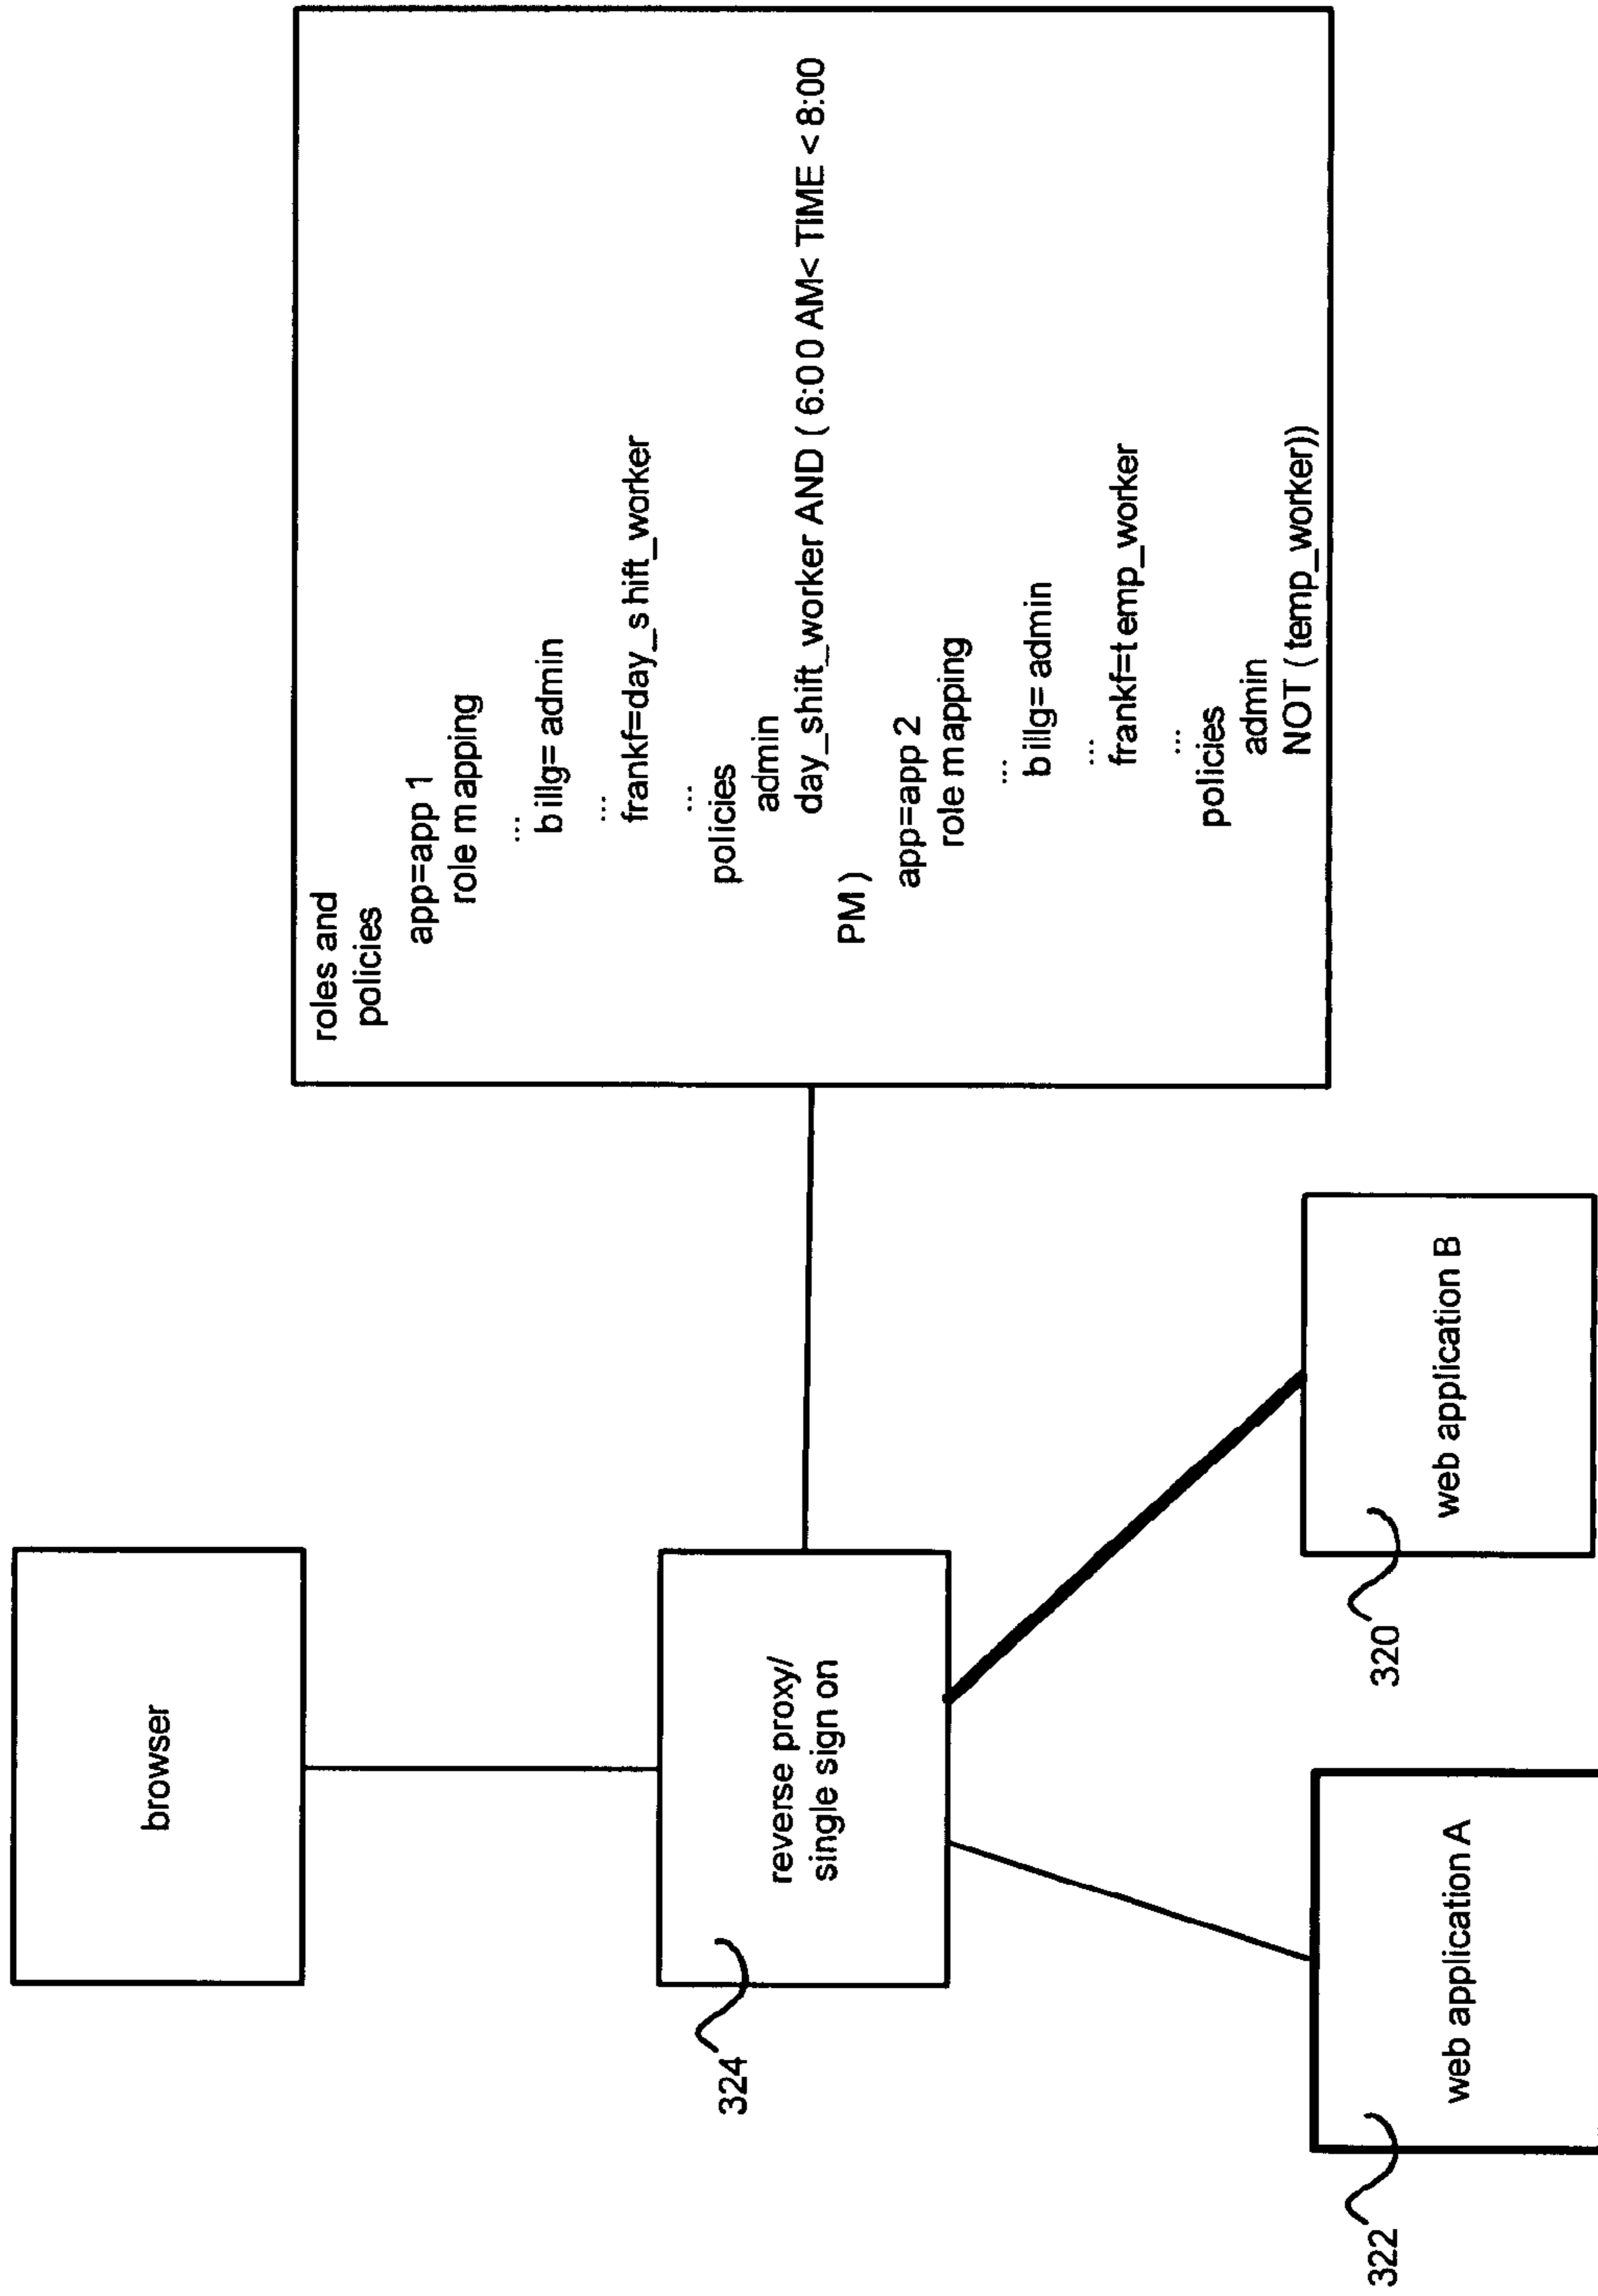 browser
324
reverse proxy/
single sign on
322
web application A
320
web application B
roles and
policies
app=app 1
role mapping
...
billg= admin
...
frankf=day_shift_worker
...
policies
admin
day_shift_worker AND ( 6:00 AM< TIME < 8:00
PM )
app=app 2
role mapping
...
billg= admin
...
frankf=temp_worker
...
policies
admin
NOT (temp_worker))